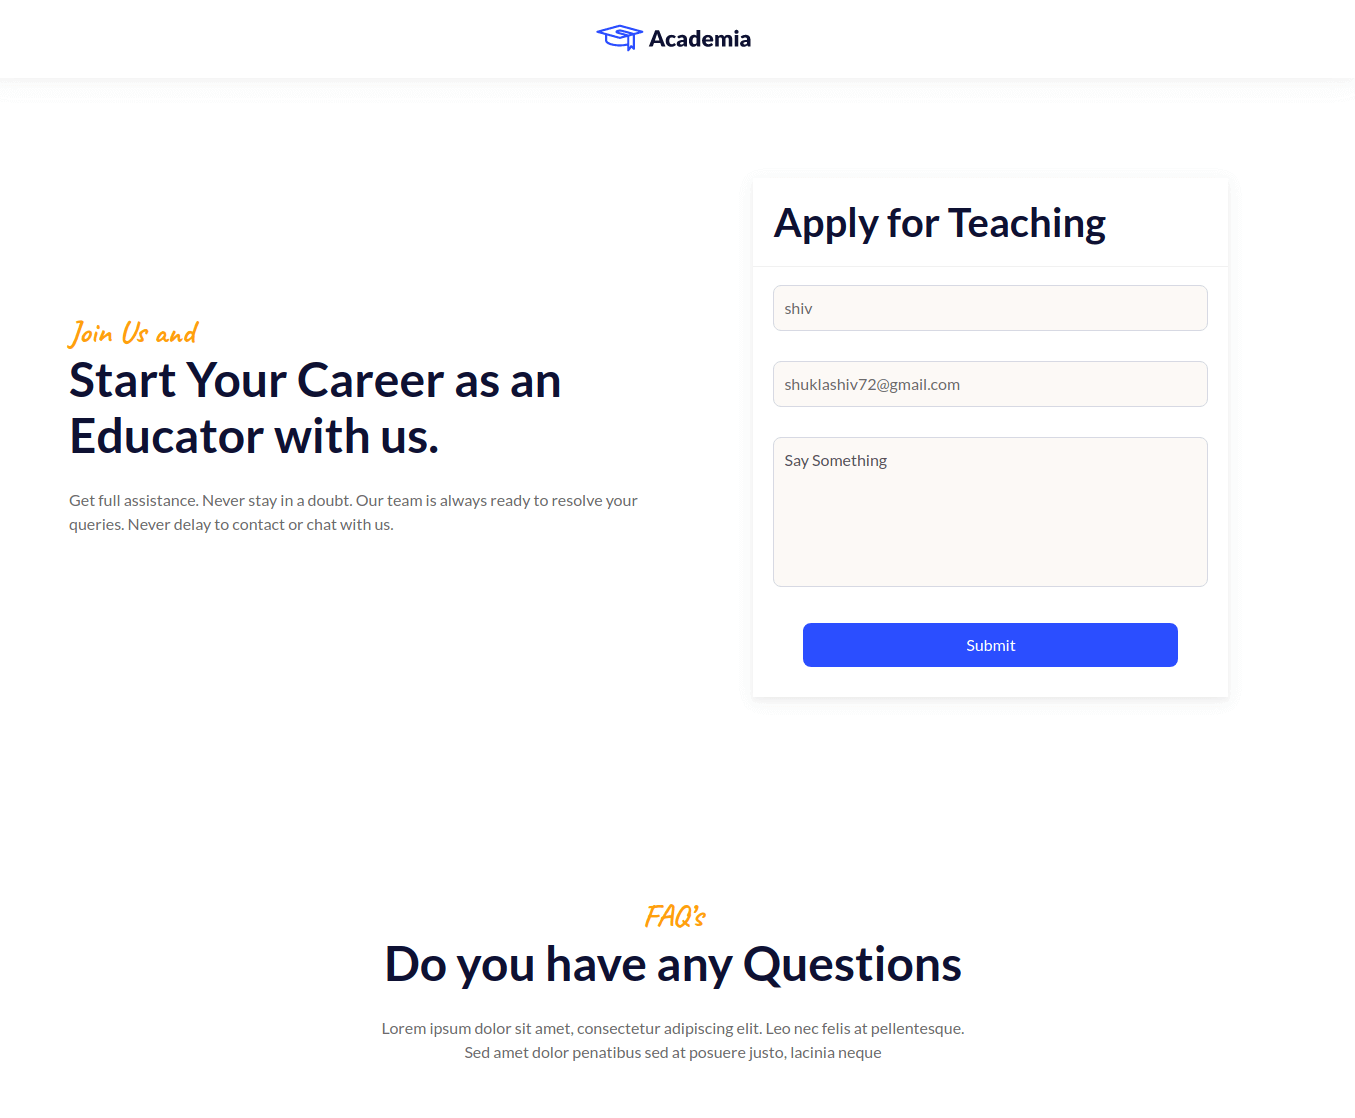 Academia
Join Us and
Start Your Career as an
Educator with us.
Get full assistance. Never stay in a doubt. Our team is always ready to resolve your
queries. Never delay to contact or chat with us.
Apply for Teaching
shiv
shuklashiv72@gmail.com
Say Something
Submit
FAQ's
Do you have any Questions
Lorem ipsum dolor sit amet, consectetur adipiscing elit. Leo nec felis at pellentesque.
Sed amet dolor penatibus sed at posuere justo, lacinia neque